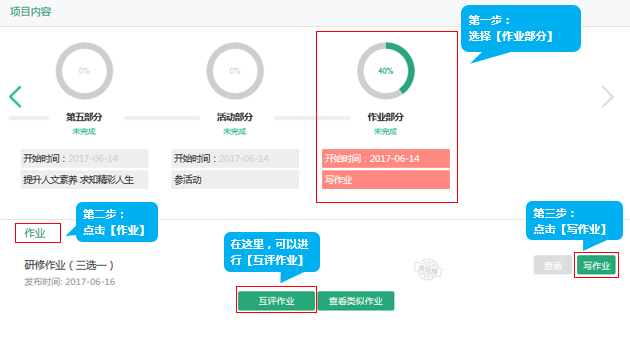 项目内容
第一步：
选择【作业部分】
0%
0%
40%
第五部分
活动部分
作业部分
未完成
未完成
未完成
开始时间：2017-06-14
开始时间：2017-06-14
开始时间：2017-06-14
提升人文素养 求知精彩人生
参活动
写作业
第二步：
点击【作业】
作业
第三步：
点击【写作业】
在这里，可以进
行【互评作业】
研修作业（三选一）
发布时间: 2017-06-16
查看
写作业
互评作业
查看类似作业